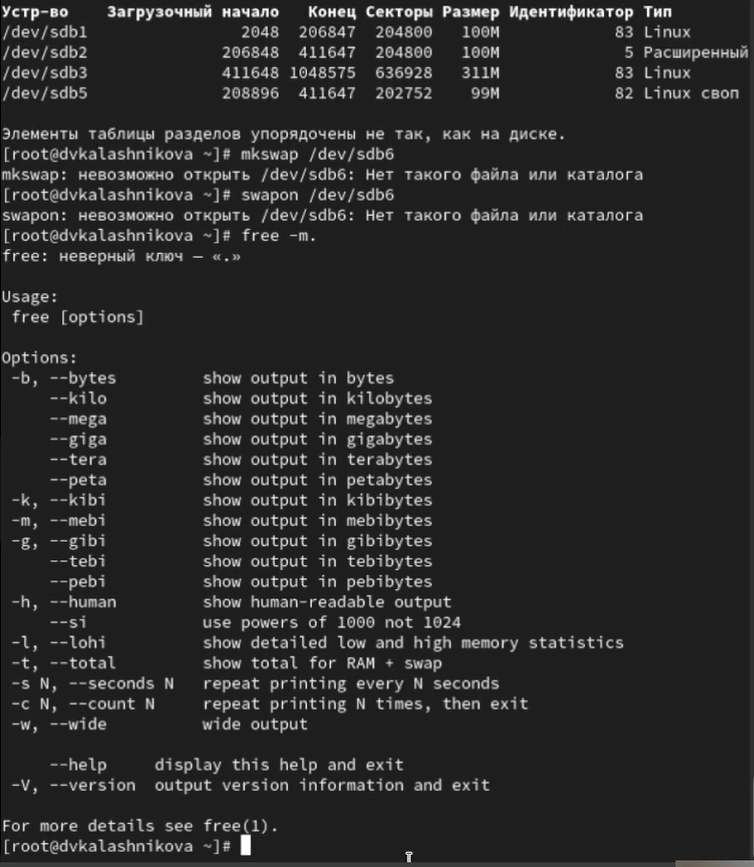 Устр-во    Загрузочный начало   Конец Секторы Размер Идентификатор Тип
/dev/sdb1                2048  206847  204800   100M            83 Linux
/dev/sdb2              206848  411647  204800   100M             5 Расширенный
/dev/sdb3              411648 1048575  636928   311M            83 Linux
/dev/sdb5              208896  411647  202752    99M            82 Linux своп
Элементы таблицы разделов упорядочены не так, как на диске.
[root@dvkalashnikova ~]# mkswap /dev/sdb6
mkswap: невозможно открыть /dev/sdb6: Нет такого файла или каталога
[root@dvkalashnikova ~]# swapon /dev/sdb6
swapon: невозможно открыть /dev/sdb6: Нет такого файла или каталога
[root@dvkalashnikova ~]# free -m.
free: неверный ключ — «.»
Usage:
 free [options]
Options:
 -b, --bytes         show output in bytes
     --kilo          show output in kilobytes
     --mega          show output in megabytes
     --giga          show output in gigabytes
     --tera          show output in terabytes
     --peta          show output in petabytes
 -k, --kibi          show output in kibibytes
 -m, --mebi          show output in mebibytes
 -g, --gibi          show output in gibibytes
     --tebi          show output in tebibytes
     --pebi          show output in pebibytes
 -h, --human         show human-readable output
     --si            use powers of 1000 not 1024
 -l, --lohi          show detailed low and high memory statistics
 -t, --total         show total for RAM + swap
 -s N, --seconds N   repeat printing every N seconds
 -c N, --count N     repeat printing N times, then exit
 -w, --wide          wide output
     --help     display this help and exit
 -V, --version  output version information and exit
For more details see free(1).
[root@dvkalashnikova ~]#